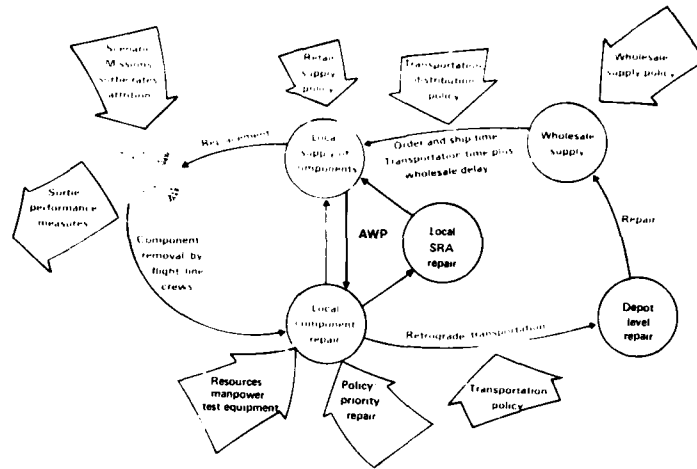 Scenario
Missions
Sortie rates
attrition
Retail
supply
policy
Transportation
distribution
policy
Wholesale
supply policy
Replacement
Local
supply of
components
Order and ship time
Transportation time plus
wholesale delay
Wholesale
supply
Sortie
performance
measures
Component
removal by
flight line
crews
AWP
Local
SRA
repair
Repair
Local
component
repair
Retrograde transportation
Depot
level
repair
Resources
manpower
test equipment
Policy
priority
repair
Transportation
policy